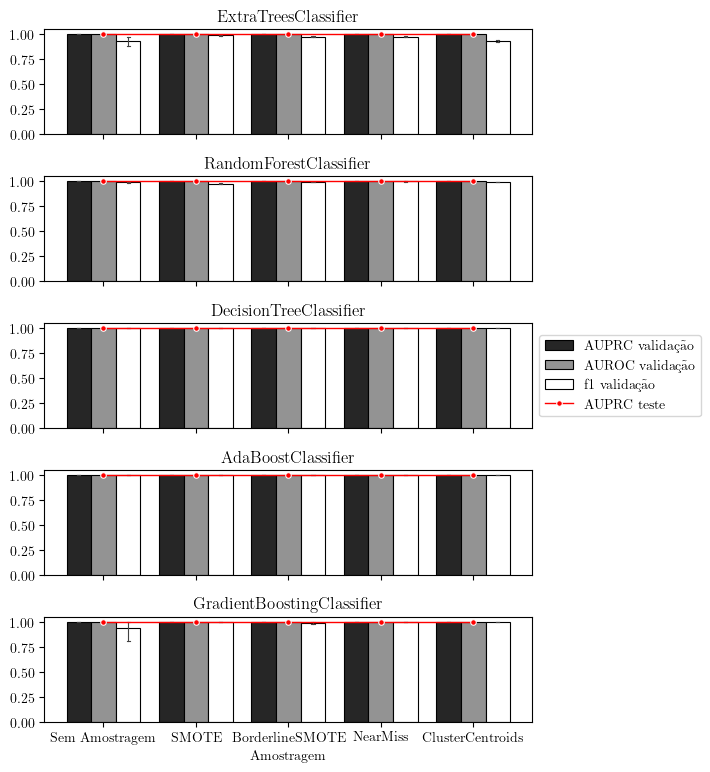 ExtraTreesClassifier
1.00
0.75
0.50
0.25
0.00
RandomForestClassifier
1.00
0.75
0.50
0.25
0.00
DecisionTreeClassifier
1.00
0.75
0.50
0.25
0.00
AUPRC validação
AUROC validação
f1 validação
AUPRC teste
AdaBoostClassifier
1.00
0.75
0.50
0.25
0.00
GradientBoostingClassifier
1.00
0.75
0.50
0.25
0.00
Sem Amostragem SMOTE BorderlineSMOTE NearMiss ClusterCentroids
Amostragem